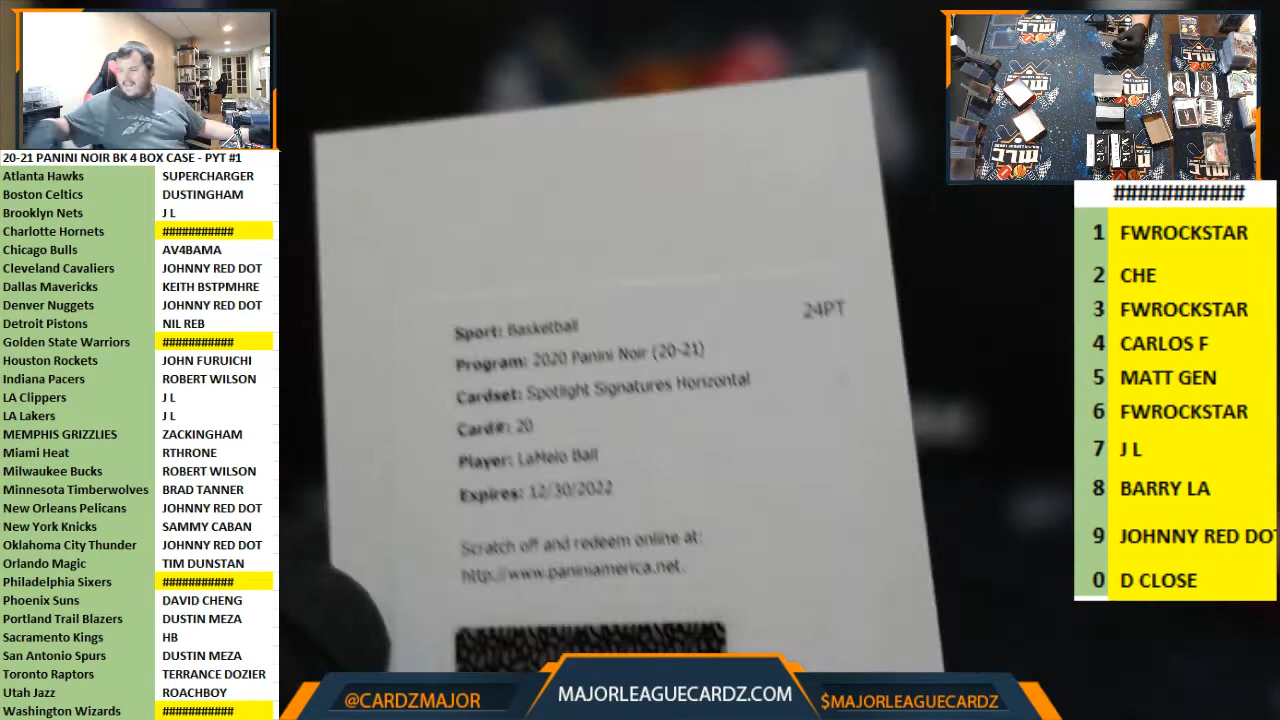 20-21 PANINI NOIR BK 4 BOX CASE - PYT #1
Atlanta Hawks SUPERCHARGER
Boston Celtics DUSTINGHAM
Brooklyn Nets J L
Charlotte Hornets ###########
Chicago Bulls AV4BAMA
Cleveland Cavaliers JOHNNY RED DOT
Dallas Mavericks KEITH BSTPMHRE
Denver Nuggets JOHNNY RED DOT
Detroit Pistons NIL REB
Golden State Warriors ###########
Houston Rockets JOHN FURUICHI
Indiana Pacers ROBERT WILSON
LA Clippers J L
LA Lakers J L
MEMPHIS GRIZZLIES ZACKINGHAM
Miami Heat RTHRONE
Milwaukee Bucks ROBERT WILSON
Minnesota Timberwolves BRAD TANNER
New Orleans Pelicans JOHNNY RED DOT
New York Knicks SAMMY CABAN
Oklahoma City Thunder JOHNNY RED DOT
Orlando Magic TIM DUNSTAN
Philadelphia Sixers ###########
Phoenix Suns DAVID CHENG
Portland Trail Blazers DUSTIN MEZA
Sacramento Kings HB
San Antonio Spurs DUSTIN MEZA
Toronto Raptors TERRANCE DOZIER
Utah Jazz ROACHBOY
Washington Wizards ###########
24PT
Sport: Basketball
Program: 2020 Panini Noir (20-21)
Cardset: Spotlight Signatures Horizontal
Card#: 20
Player: LaMelo Ball
Expires: 12/30/2022
Scratch off and redeem online at:
http://www.paniniamerica.net.
MLC
###########
1 FWROCKSTAR
2 CHE
3 FWROCKSTAR
4 CARLOS F
5 MATT GEN
6 FWROCKSTAR
7 J L
8 BARRY LA
9 JOHNNY RED DOT
0 D CLOSE
@CARDZMAJOR
MAJORLEAGUECARDZ.COM
$MAJORLEAGUECARDZ